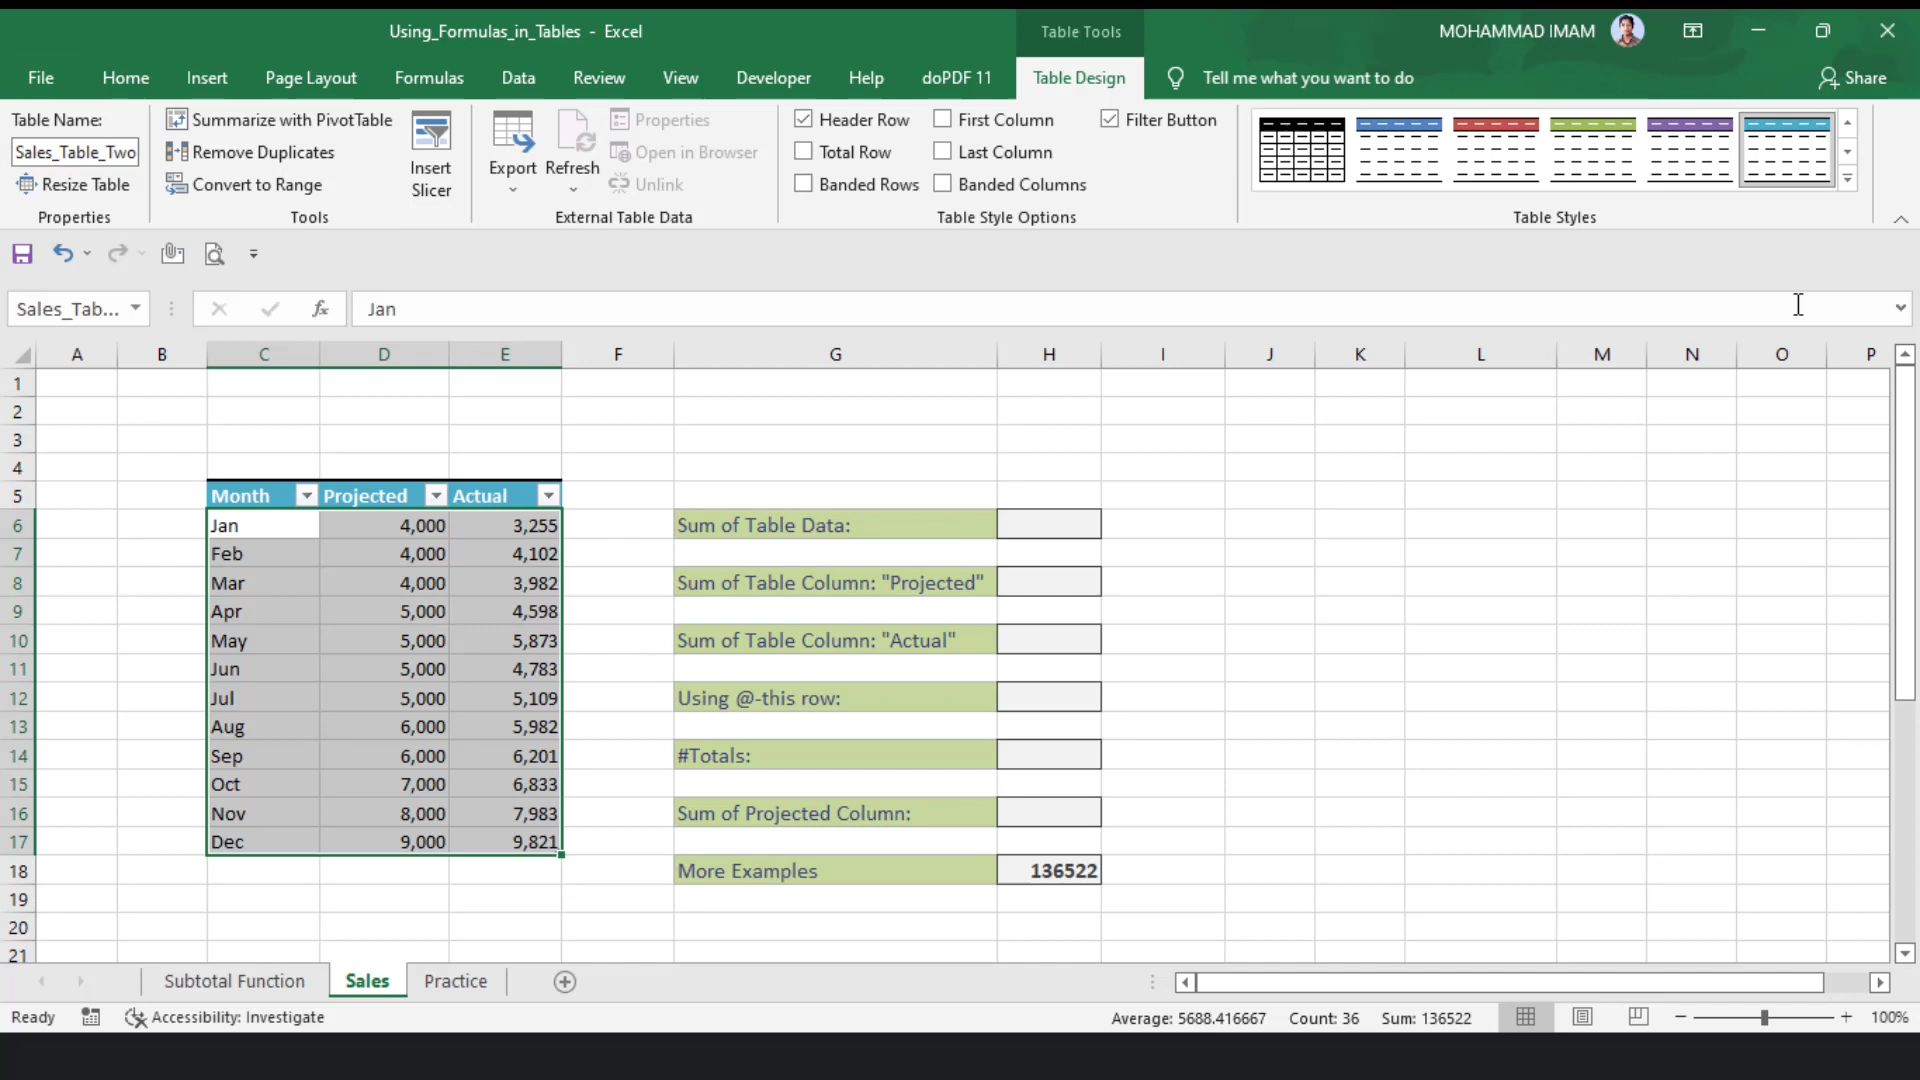 Using_Formulas_in_Tables - Excel
Table Tools
MOHAMMAD IMAM
File Home Insert Page Layout Formulas Data Review View Developer Help doPDF 11 Table Design Tell me what you want to do Share
Table Name:
Sales_Table_Two
Resize Table
Properties
Summarize with PivotTable
Remove Duplicates
Convert to Range
Insert
Slicer
Tools
Export
Refresh
Properties
Open in Browser
Unlink
External Table Data
Header Row
Total Row
Banded Rows
First Column
Last Column
Banded Columns
Filter Button
Table Style Options
Table Styles
Sales_Tab...
fx
Jan
A B C D E F G H I J K L M N O P
1
2
3
4
5 Month Projected Actual
6 Jan 4,000 3,255 Sum of Table Data:
7 Feb 4,000 4,102
8 Mar 4,000 3,982 Sum of Table Column: "Projected"
9 Apr 5,000 4,598
10 May 5,000 5,873 Sum of Table Column: "Actual"
11 Jun 5,000 4,783
12 Jul 5,000 5,109 Using @-this row:
13 Aug 6,000 5,982
14 Sep 6,000 6,201 #Totals:
15 Oct 7,000 6,833
16 Nov 8,000 7,983 Sum of Projected Column:
17 Dec 9,000 9,821
18 More Examples 136522
19
20
21
Subtotal Function Sales Practice
Ready Accessibility: Investigate Average: 5688.416667 Count: 36 Sum: 136522 100%